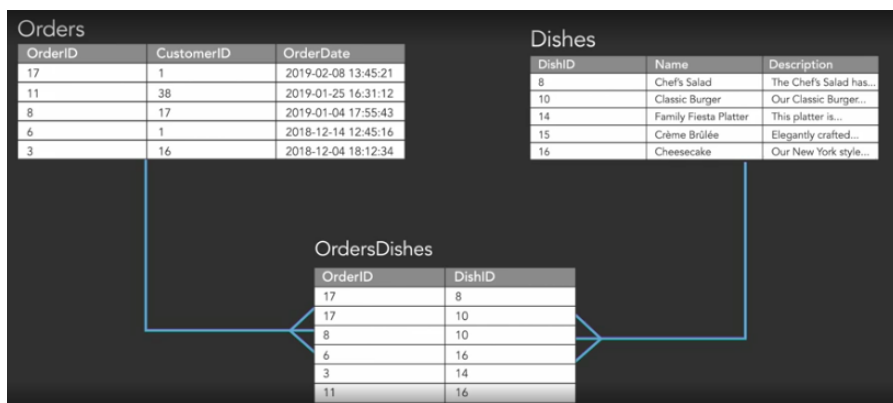 Orders
OrderID CustomerID OrderDate
17 1 2019-02-08 13:45:21
11 38 2019-01-25 16:31:12
8 17 2019-01-04 17:55:43
6 1 2018-12-14 12:45:16
3 16 2018-12-04 18:12:34
Dishes
DishID Name Description
8 Chef's Salad The Chef's Salad has...
10 Classic Burger Our Classic Burger...
14 Family Fiesta Platter This platter is...
15 Crème Brûlée Elegantly crafted...
16 Cheesecake Our New York style...
OrdersDishes
OrderID DishID
17 8
17 10
8 10
6 16
3 14
11 16